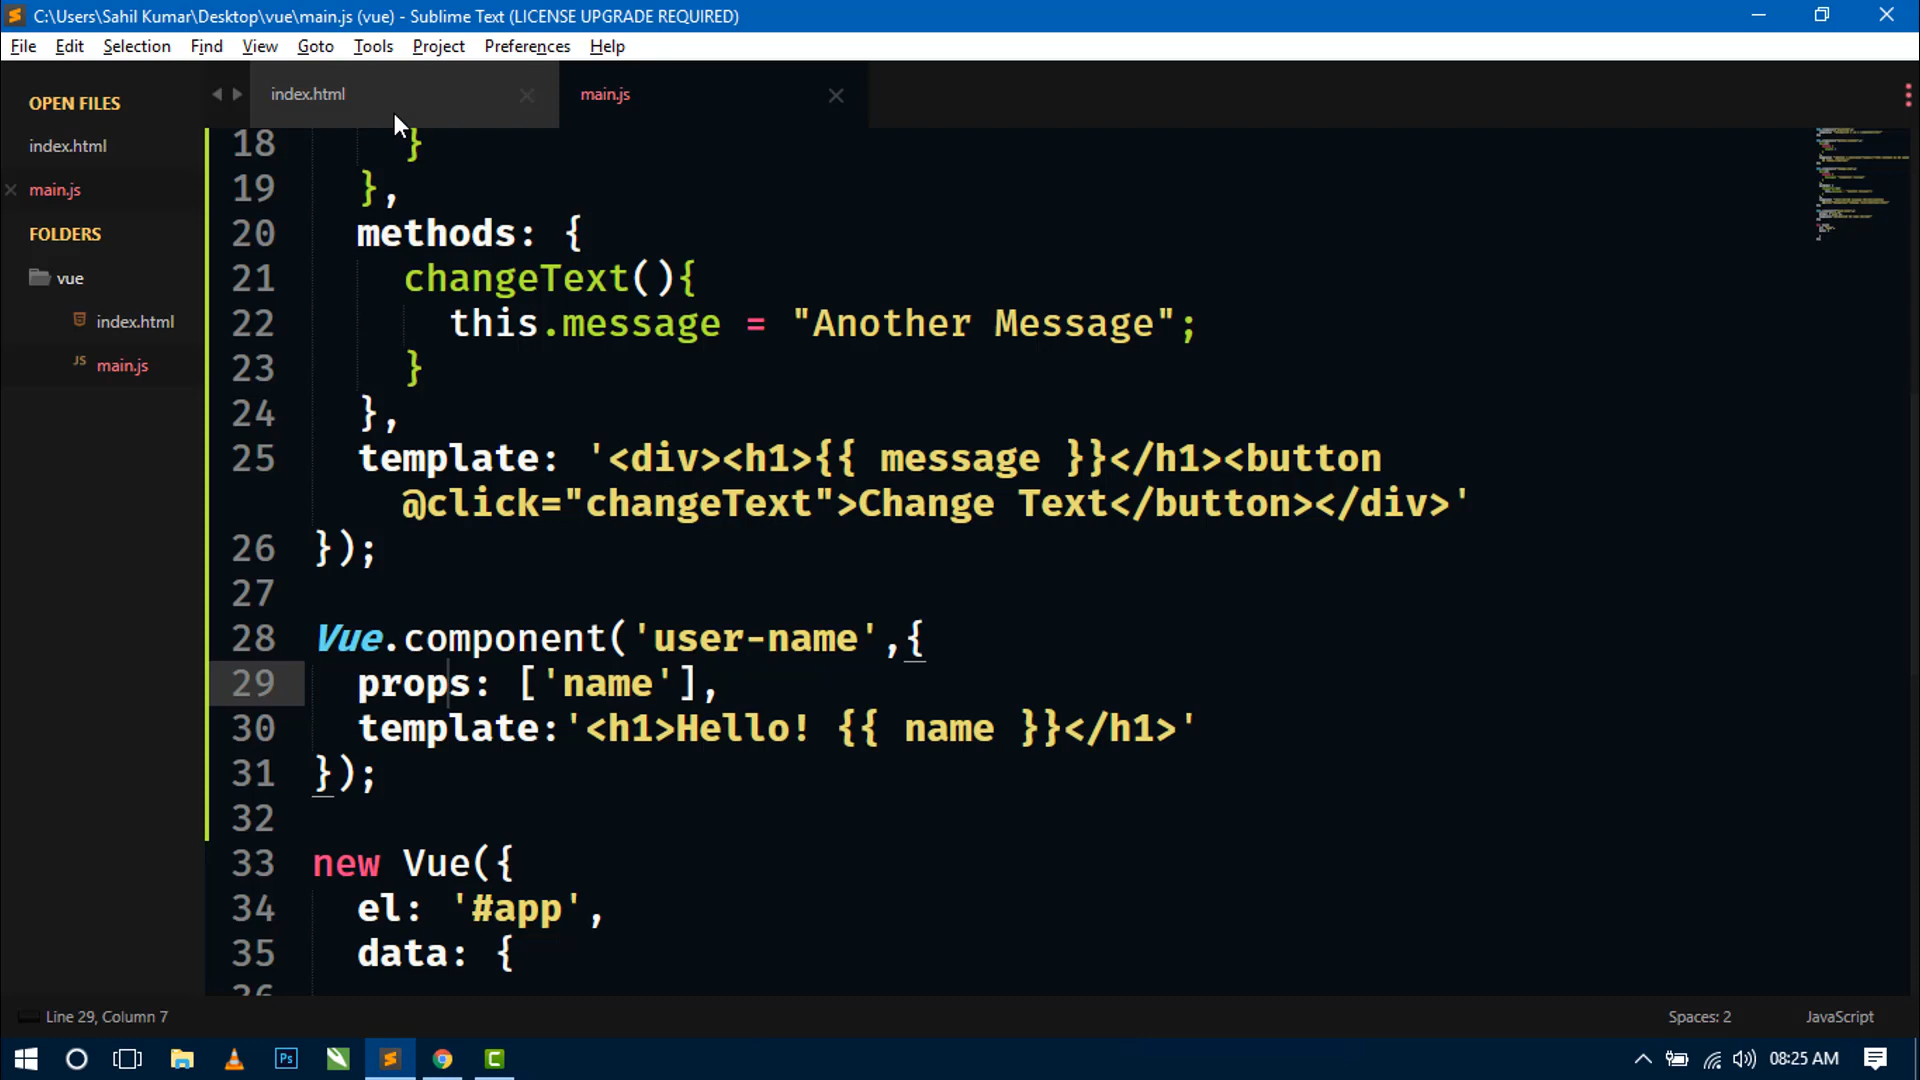 C:\Users\Sahil Kumar\Desktop\vue\main.js (vue) - Sublime Text (LICENSE UPGRADE REQUIRED)
File Edit Selection Find View Goto Tools Project Preferences Help
OPEN FILES
index.html
main.js
FOLDERS
vue
index.html
JS main.js
index.html main.js
18 }
19 },
20 methods: {
21 changeText(){
22 this.message = "Another Message";
23 }
24 },
25 template: '<div><h1>{{ message }}</h1><button
@click="changeText">Change Text</button></div>'
26 });
27
28 Vue.component('user-name',{
29 props: ['name'],
30 template:'<h1>Hello! {{ name }}</h1>'
31 });
32
33 new Vue({
34 el: '#app',
35 data: {
36
Line 29, Column 7 Spaces: 2 JavaScript
Ps C 08:25 AM